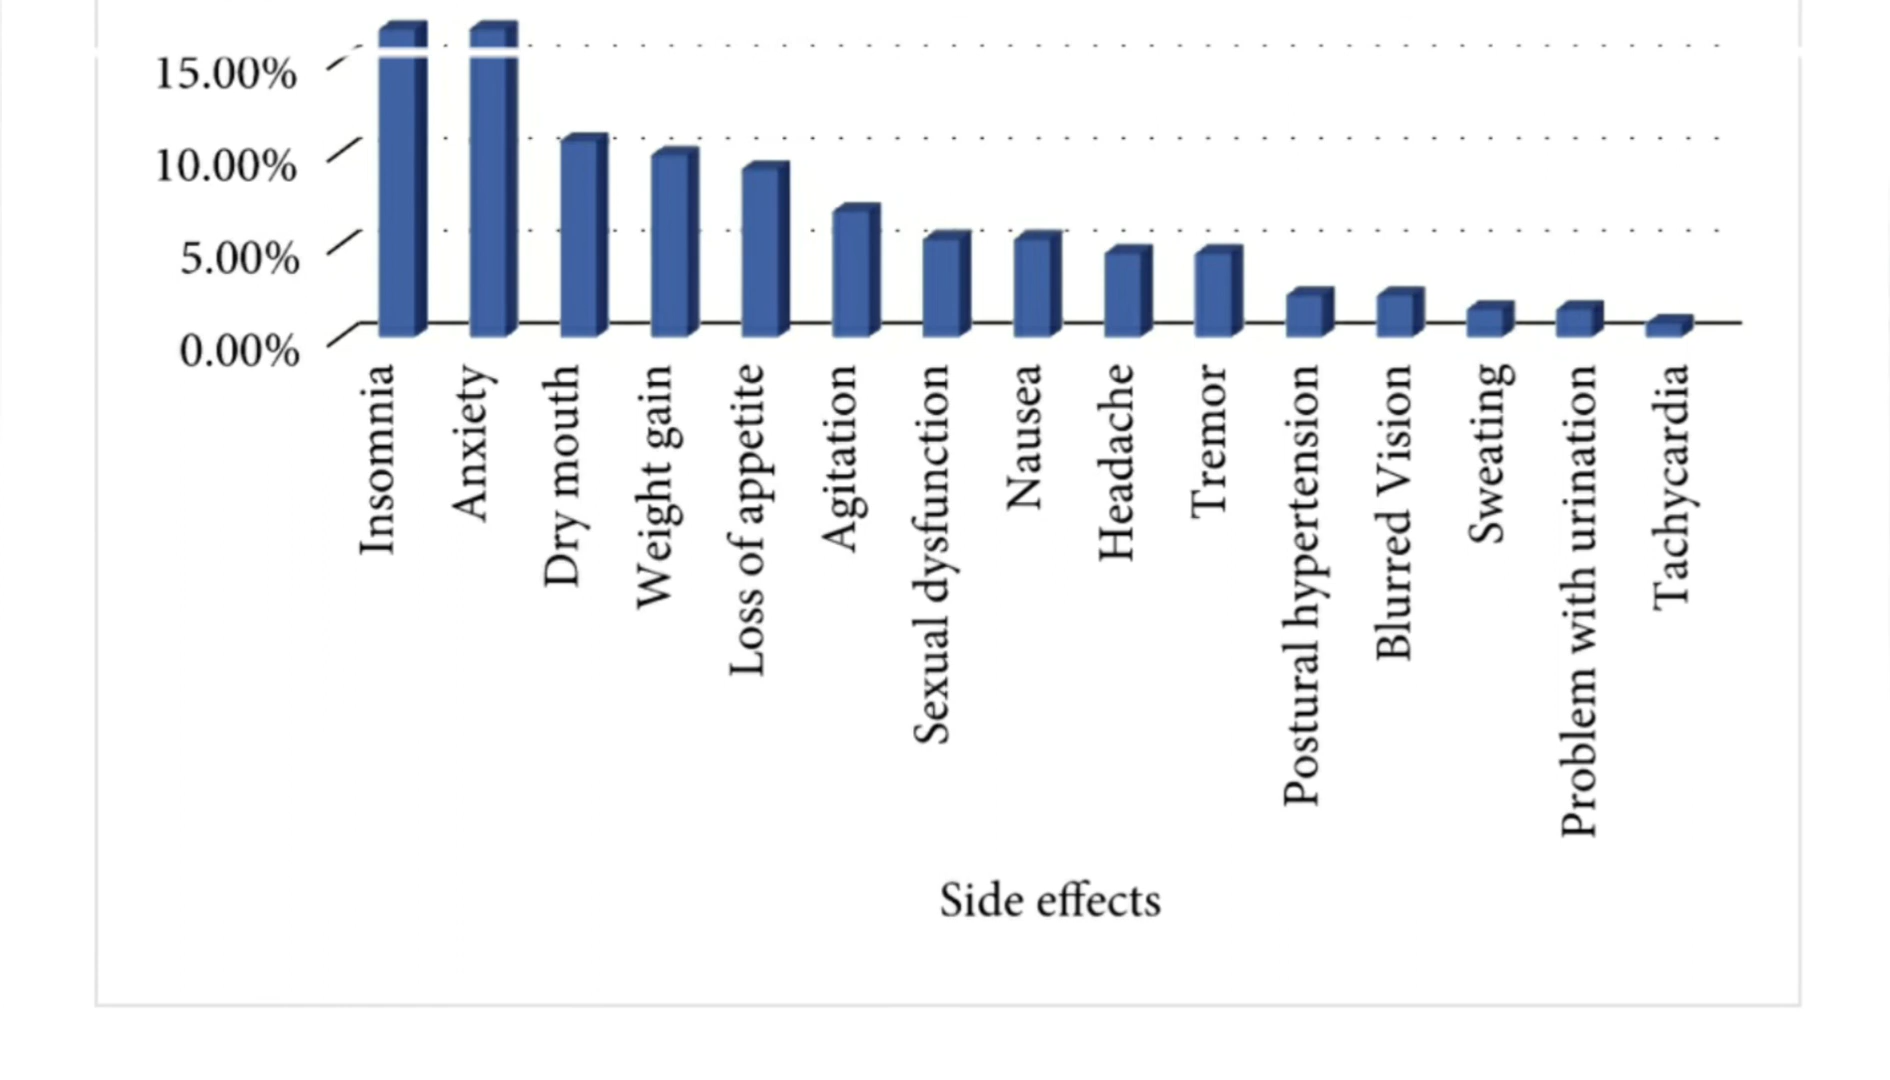 15.00%
10.00%
5.00%
0.00%
Insomnia
Anxiety
Dry mouth
Weight gain
Loss of appetite
Agitation
Sexual dysfunction
Nausea
Headache
Tremor
Postural hypertension
Blurred Vision
Sweating
Problem with urination
Tachycardia
Side effects